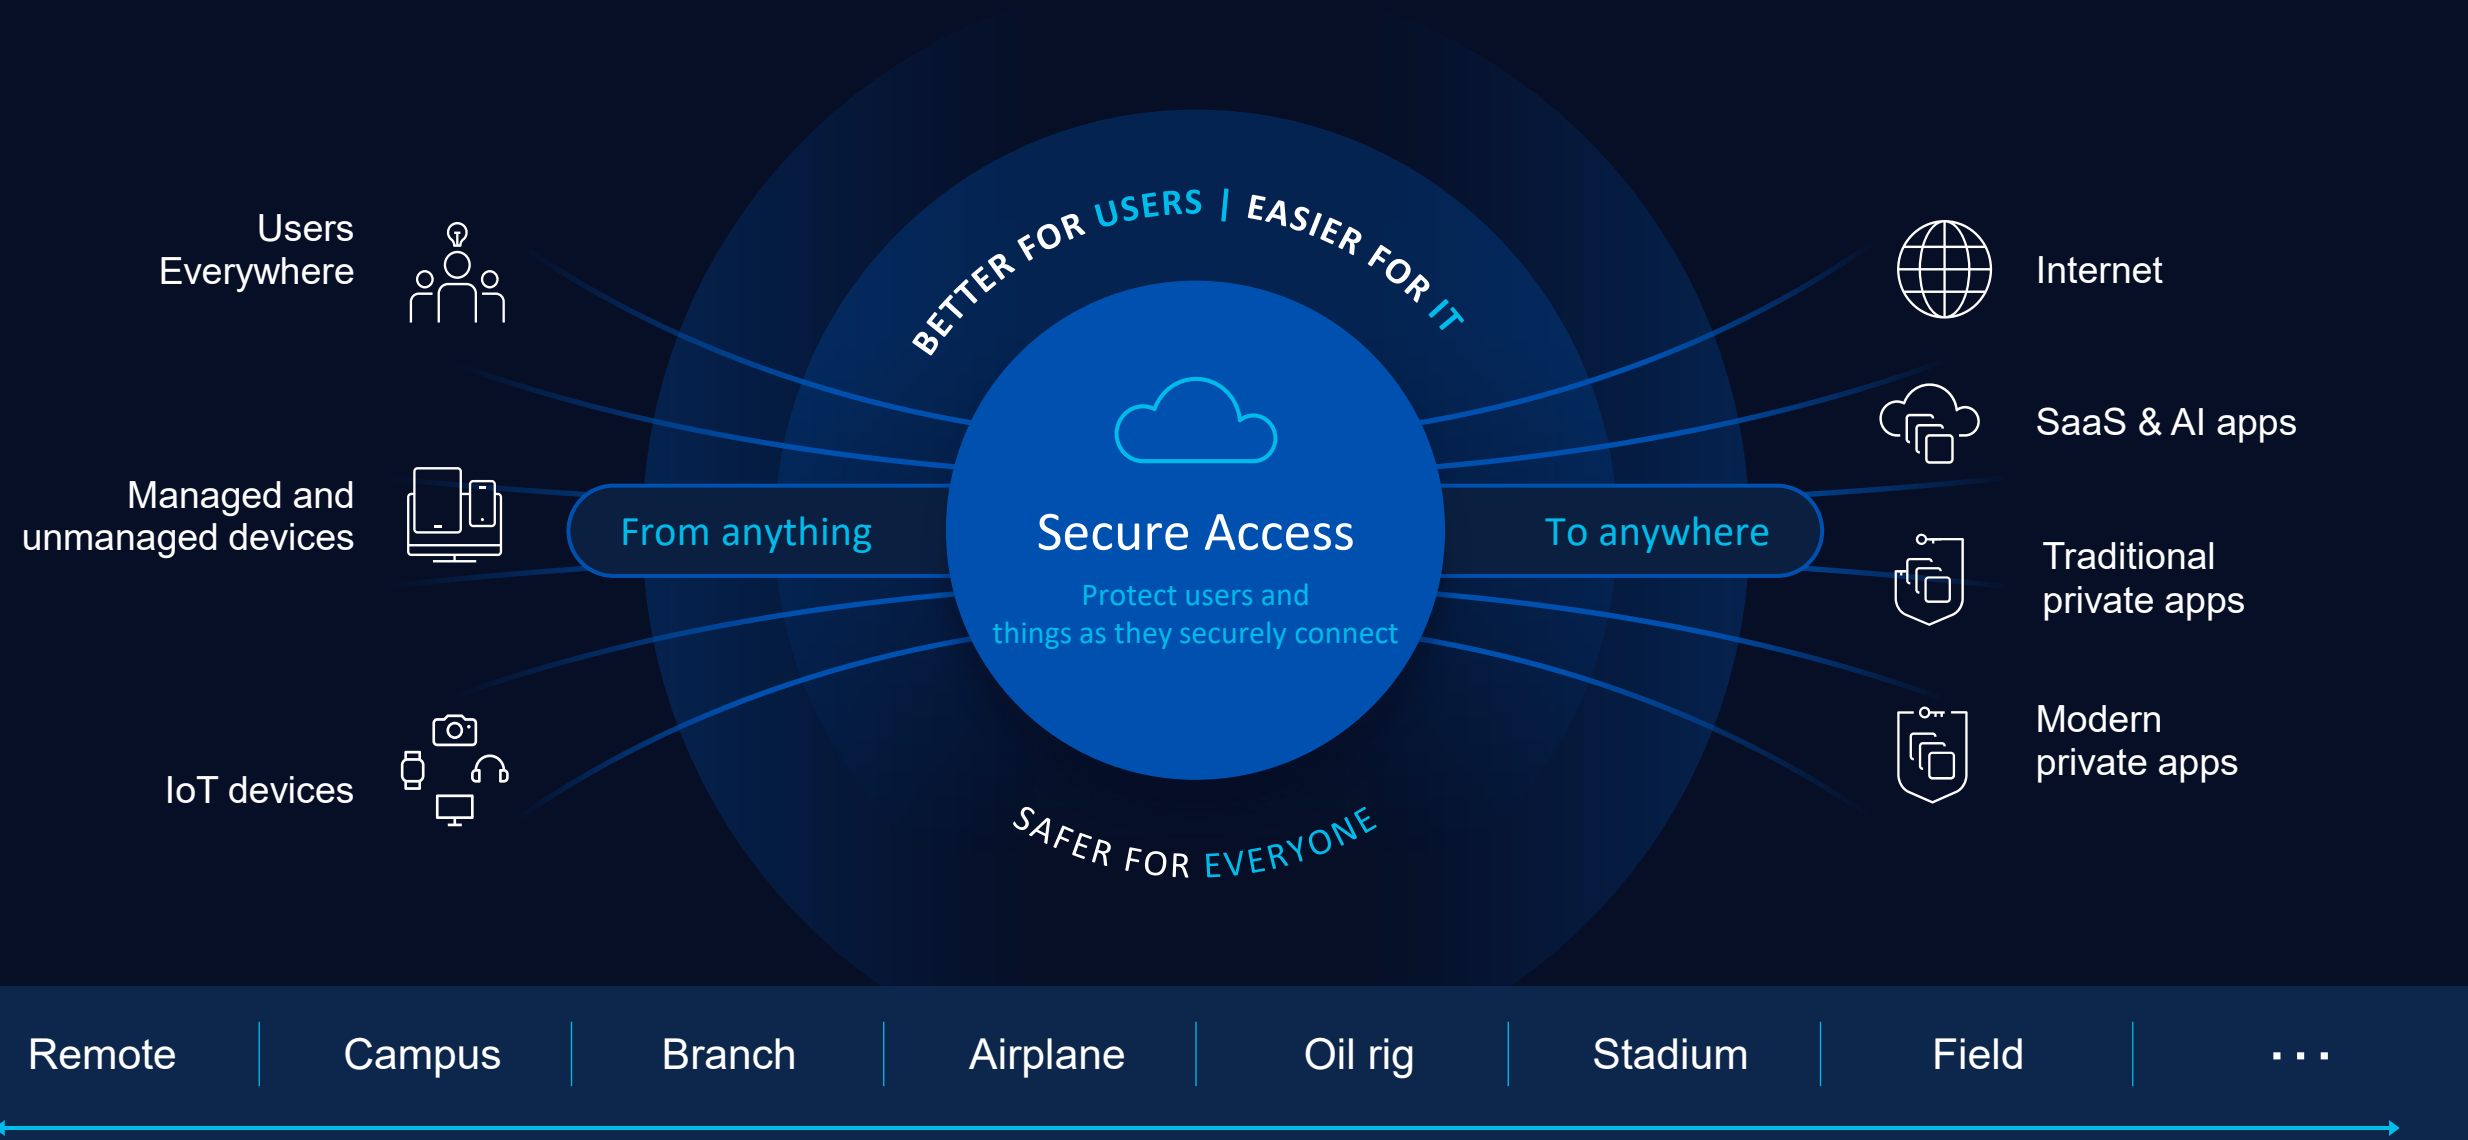 BETTER FOR USERS | EASIER FOR IT
Users
Everywhere
Managed and
unmanaged devices
IoT devices
From anything
Secure Access
Protect users and
things as they securely connect
To anywhere
Internet
SaaS & AI apps
Traditional
private apps
Modern
private apps
SAFER FOR EVERYONE
Remote
Campus
Branch
Airplane
Oil rig
Stadium
Field
...